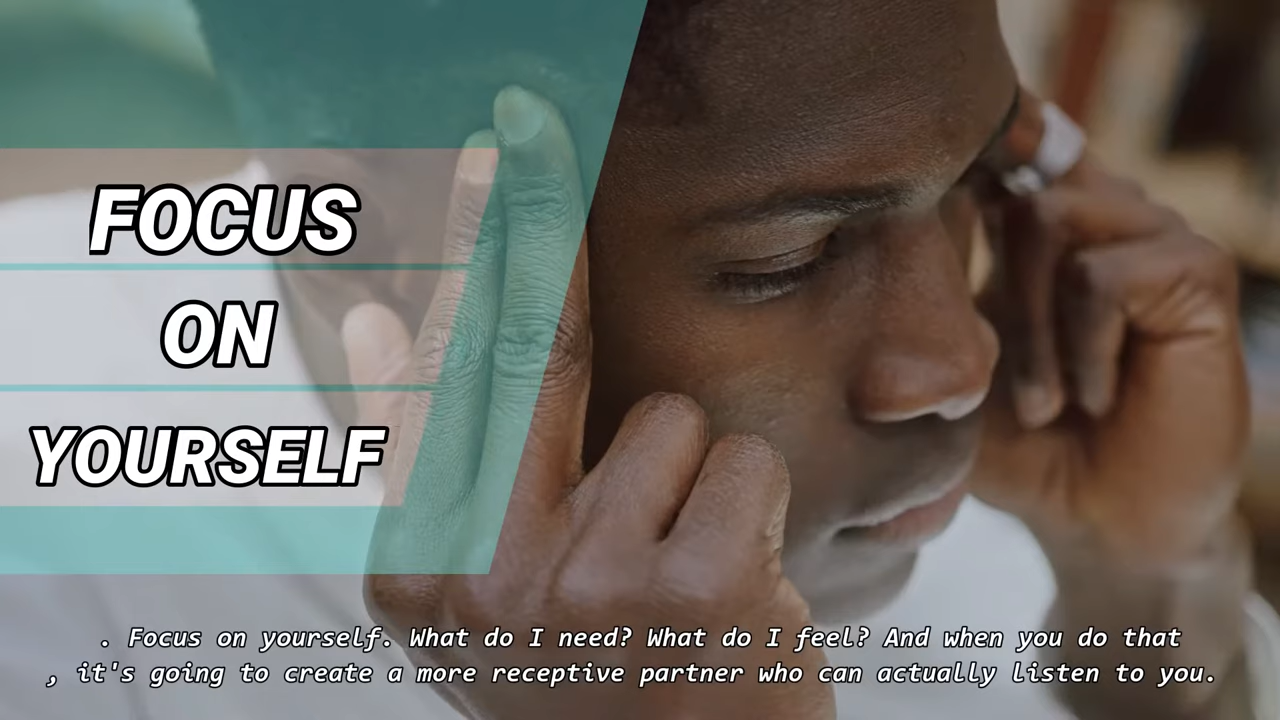 FOCUS
ON
YOURSELF
. Focus on yourself. What do I need? What do I feel? And when you do that
, it's going to create a more receptive partner who can actually listen to you.